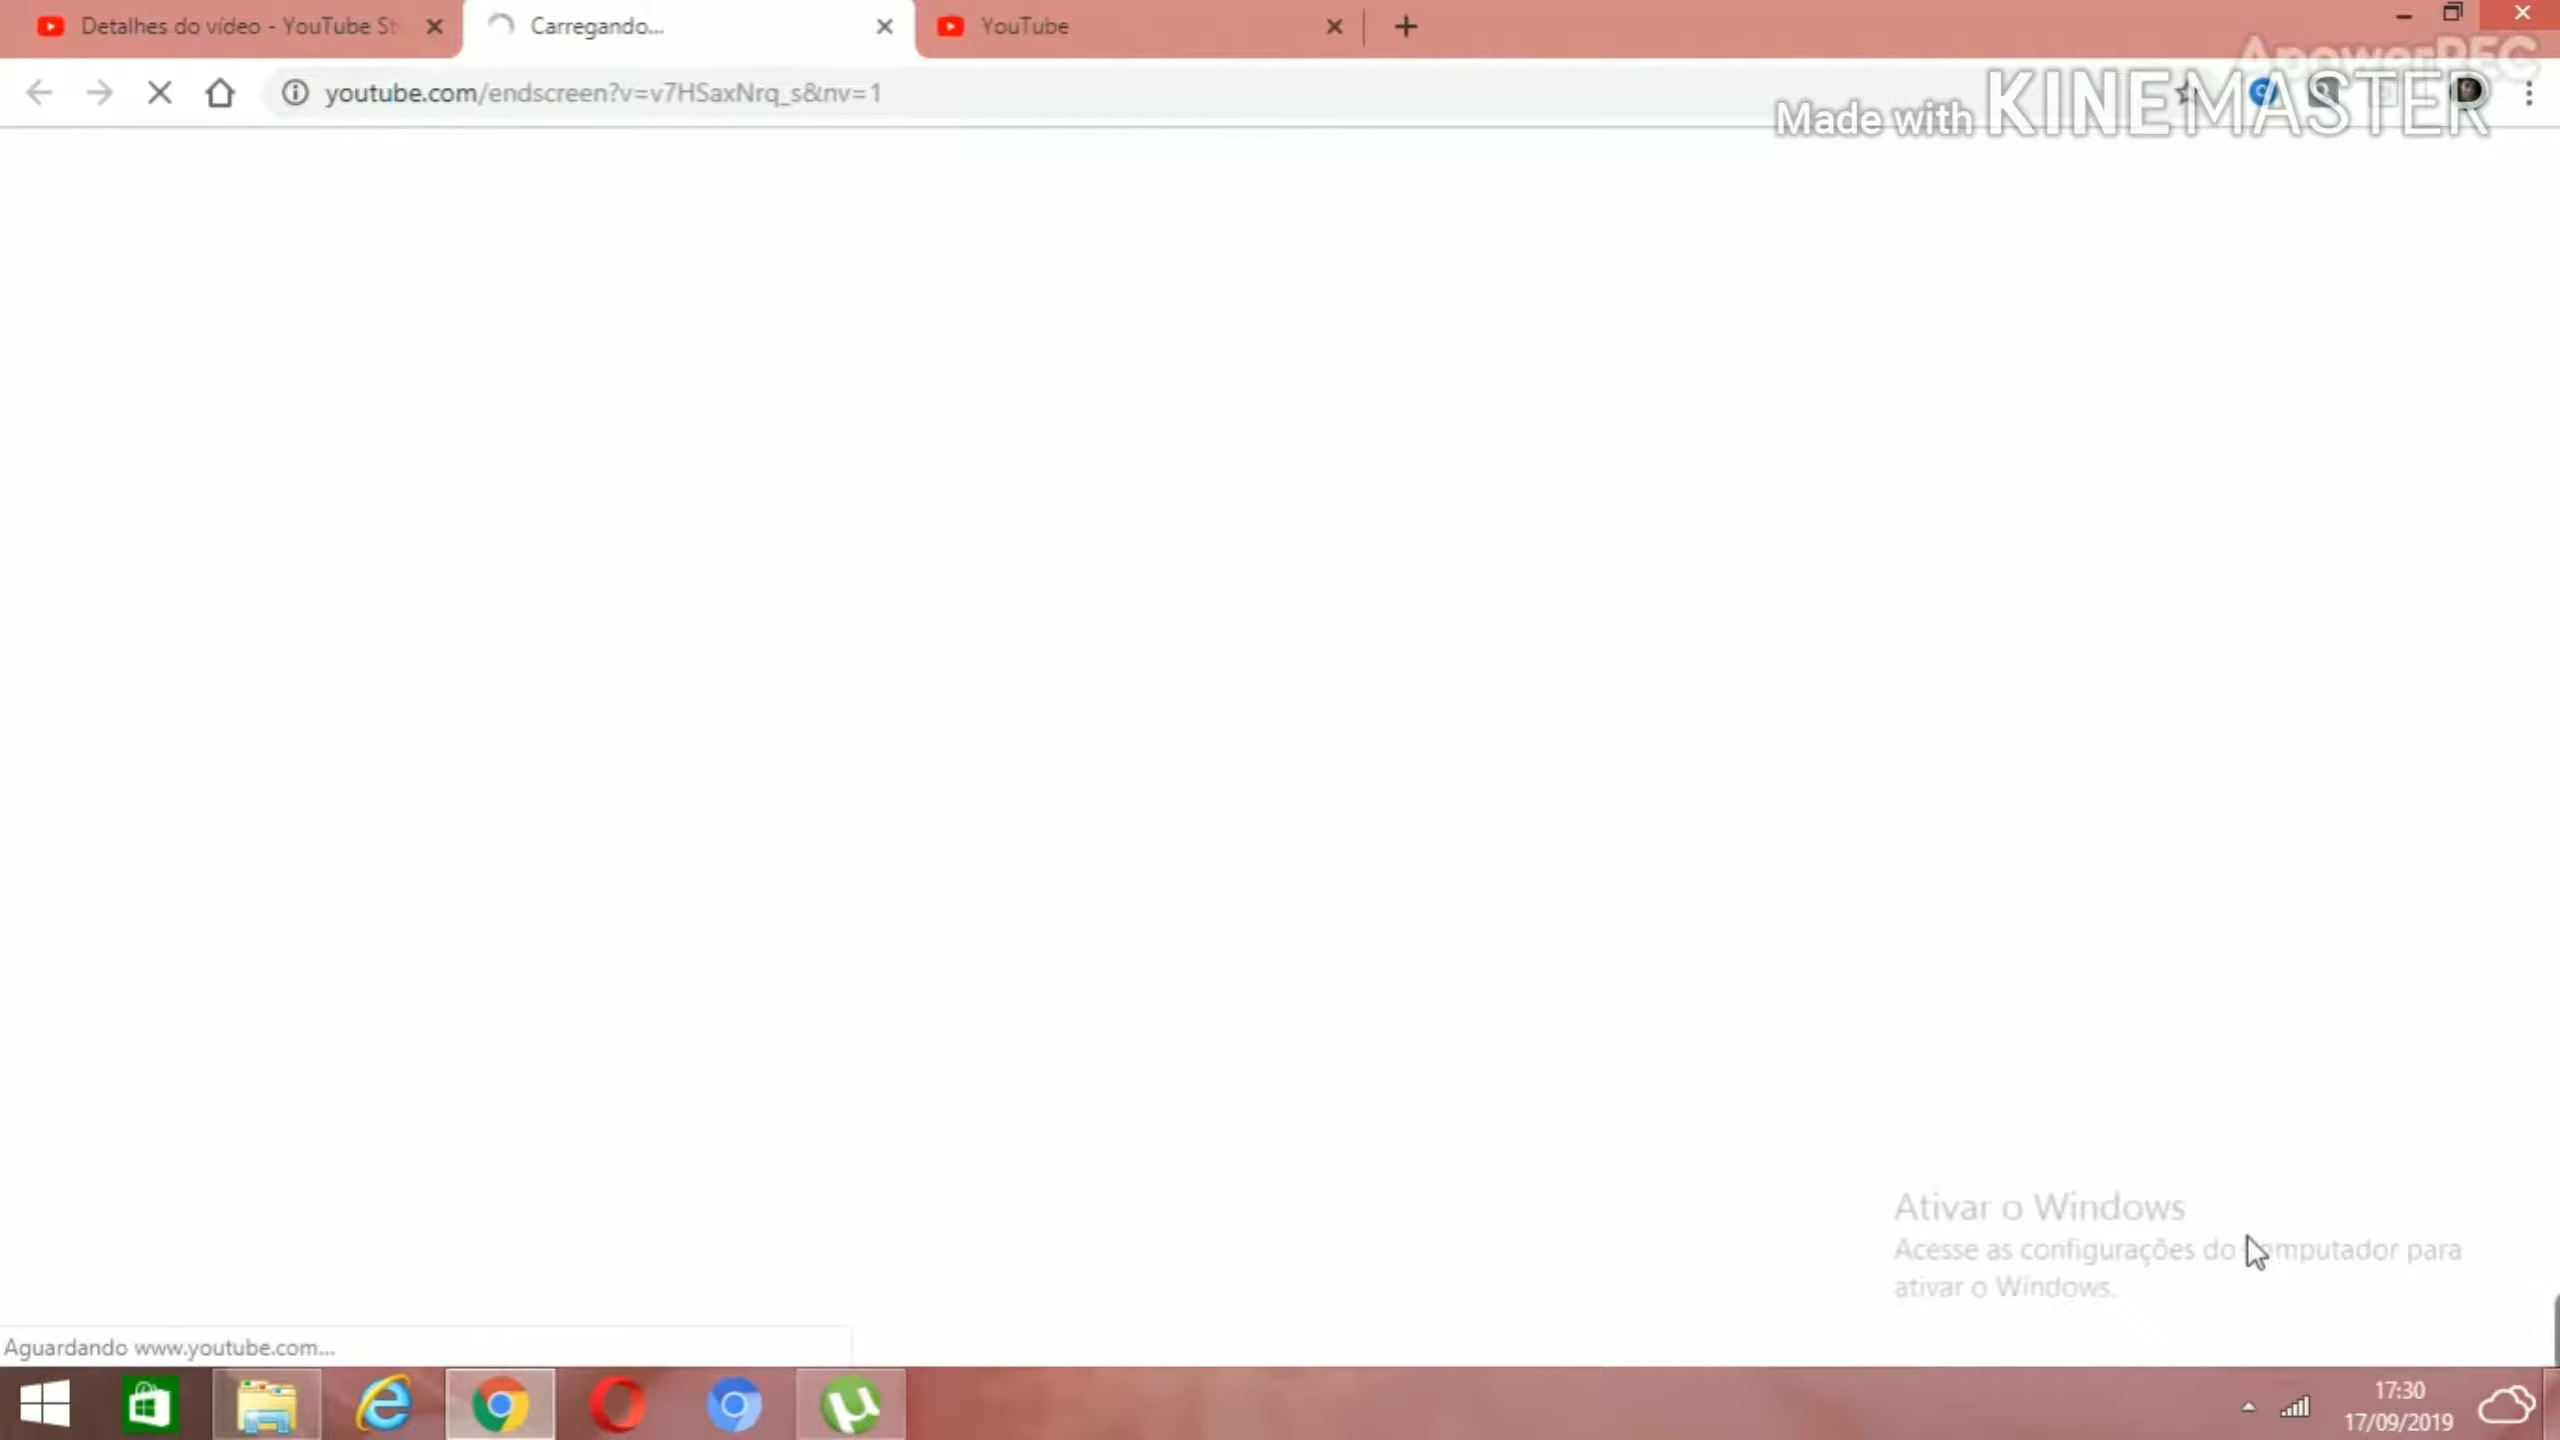 Detalhes do vídeo - YouTube St
Carregando...
YouTube
ApowerREC
youtube.com/endscreen?v=v7HSaxNrq_s&nv=1
Made with KINEMASTER
Ativar o Windows
Acesse as configurações do computador para
ativar o Windows.
Aguardando www.youtube.com...
17:30
17/09/2019